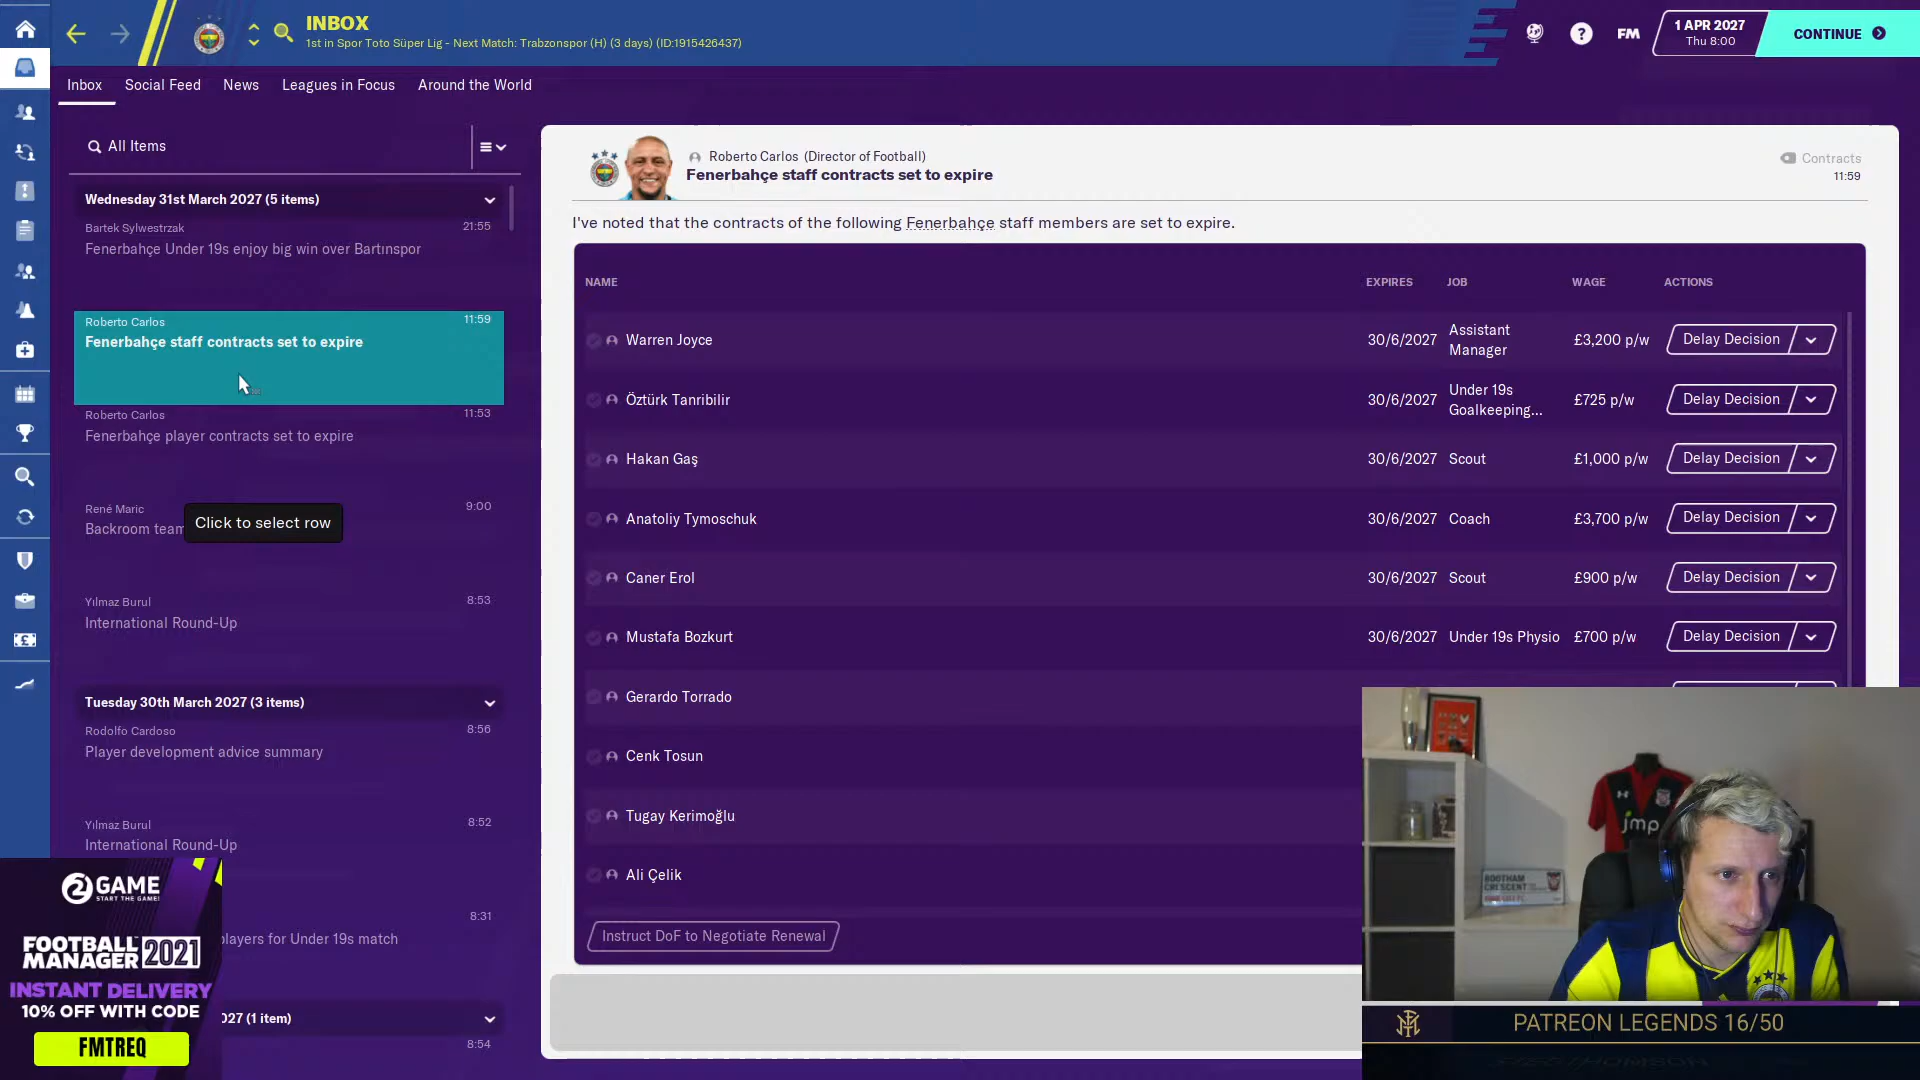 INBOX
1st in Spor Toto Süper Lig - Next Match: Trabzonspor (H) (3 days) (ID:1915426437)
FM
1 APR 2027
Thu 8:00
CONTINUE
Inbox
Social Feed
News
Leagues in Focus
Around the World
All Items
Wednesday 31st March 2027 (5 items)
Bartek Sylwestrzak
21:55
Fenerbahçe Under 19s enjoy big win over Bartınspor
Roberto Carlos
11:59
Fenerbahçe staff contracts set to expire
Roberto Carlos
11:53
Fenerbahçe player contracts set to expire
René Maric
9:00
Backroom team
Click to select row
Yılmaz Burul
8:53
International Round-Up
Tuesday 30th March 2027 (3 items)
Rodolfo Cardoso
8:56
Player development advice summary
Yılmaz Burul
8:52
International Round-Up
8:31
layers for Under 19s match
027 (1 item)
8:54
2 GAME
START THE GAME!
FOOTBALL
MANAGER 2021
INSTANT DELIVERY
10% OFF WITH CODE
FMTREQ
Roberto Carlos (Director of Football)
Fenerbahçe staff contracts set to expire
Contracts
11:59
I've noted that the contracts of the following Fenerbahçe staff members are set to expire.
NAME EXPIRES JOB WAGE ACTIONS
Warren Joyce 30/6/2027 Assistant Manager £3,200 p/w Delay Decision
Öztürk Tanribilir 30/6/2027 Under 19s Goalkeeping... £725 p/w Delay Decision
Hakan Gaş 30/6/2027 Scout £1,000 p/w Delay Decision
Anatoliy Tymoschuk 30/6/2027 Coach £3,700 p/w Delay Decision
Caner Erol 30/6/2027 Scout £900 p/w Delay Decision
Mustafa Bozkurt 30/6/2027 Under 19s Physio £700 p/w Delay Decision
Gerardo Torrado
Cenk Tosun
Tugay Kerimoğlu
Ali Çelik
Instruct DoF to Negotiate Renewal
jmp
BOOTHAM
CRESCENT
PATREON LEGENDS 16/50